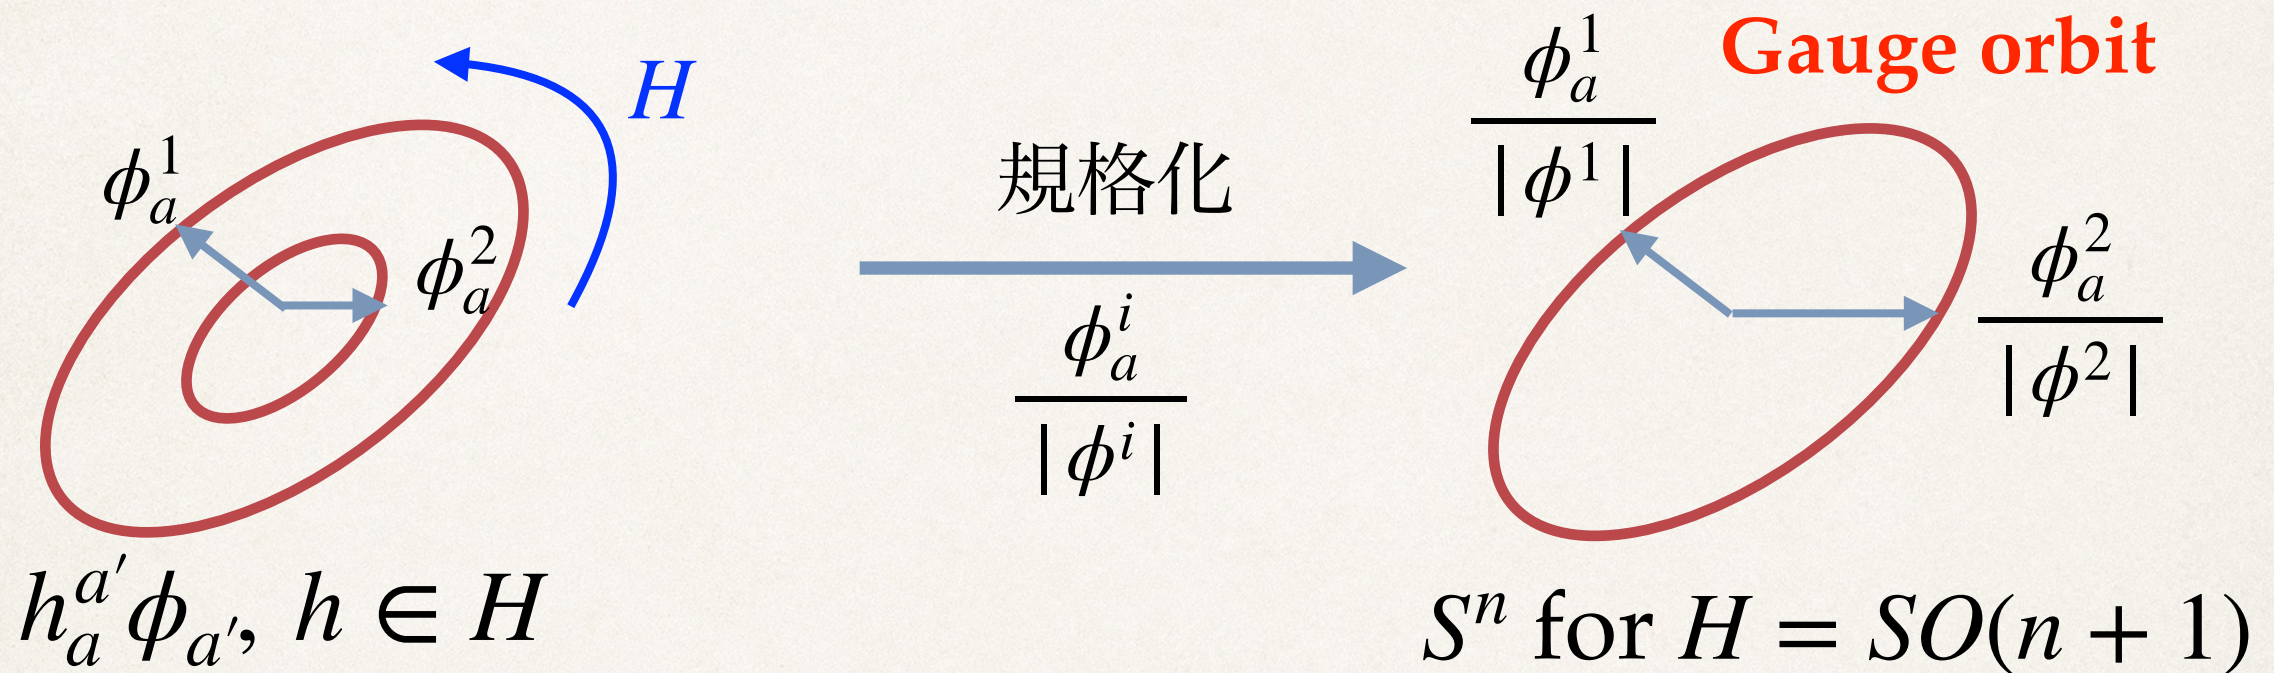 H
ϕ_a^1
ϕ_a^2
h_a^{a′} ϕ_{a′}, h ∈ H
規格化
ϕ_a^i / |ϕ^i|
Gauge orbit
ϕ_a^1 / |ϕ^1|
ϕ_a^2 / |ϕ^2|
S^n for H = SO(n + 1)